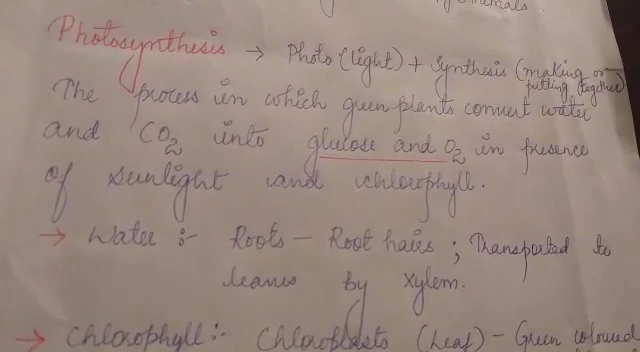 Photosynthesis → Photo (light) + Synthesis (making or putting together)
The process in which green plants convert water
and CO₂ into glucose and O₂ in presence
of sunlight and chlorophyll.
→ Water :- Roots - Root hairs ; Transported to
leaves by xylem.
→ Chlorophyll :- Chloroplasts (Leaf) - Green coloured